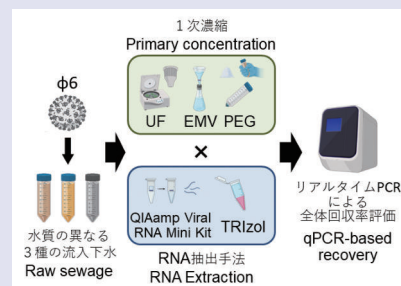 １次濃縮
Primary concentration
UF EMV PEG
φ6
×
QIAamp Viral
RNA Mini Kit
TRIzol
水質の異なる
３種の流入下水
Raw sewage
RNA抽出手法
RNA Extraction
リアルタイムPCR
による
全体回収率評価
qPCR-based
recovery